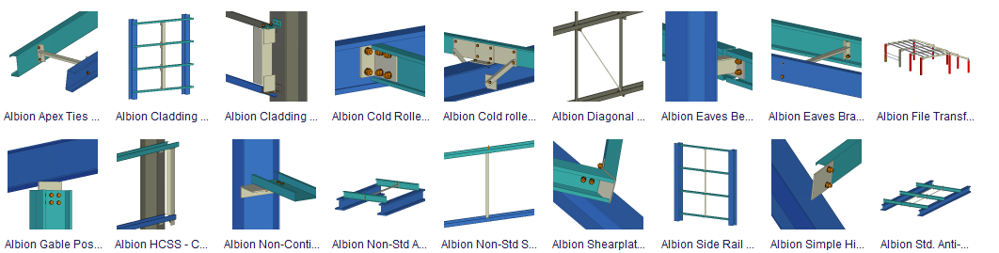 Albion Apex Ties ... Albion Cladding ... Albion Cladding ... Albion Cold Rolle... Albion Cold rolle... Albion Diagonal ... Albion Eaves Be... Albion Eaves Bra... Albion File Transf...
Albion Gable Pos... Albion HCSS - C... Albion Non-Conti... Albion Non-Std A... Albion Non-Std S... Albion Shearplat... Albion Side Rail ... Albion Simple Hi... Albion Std. Anti-...